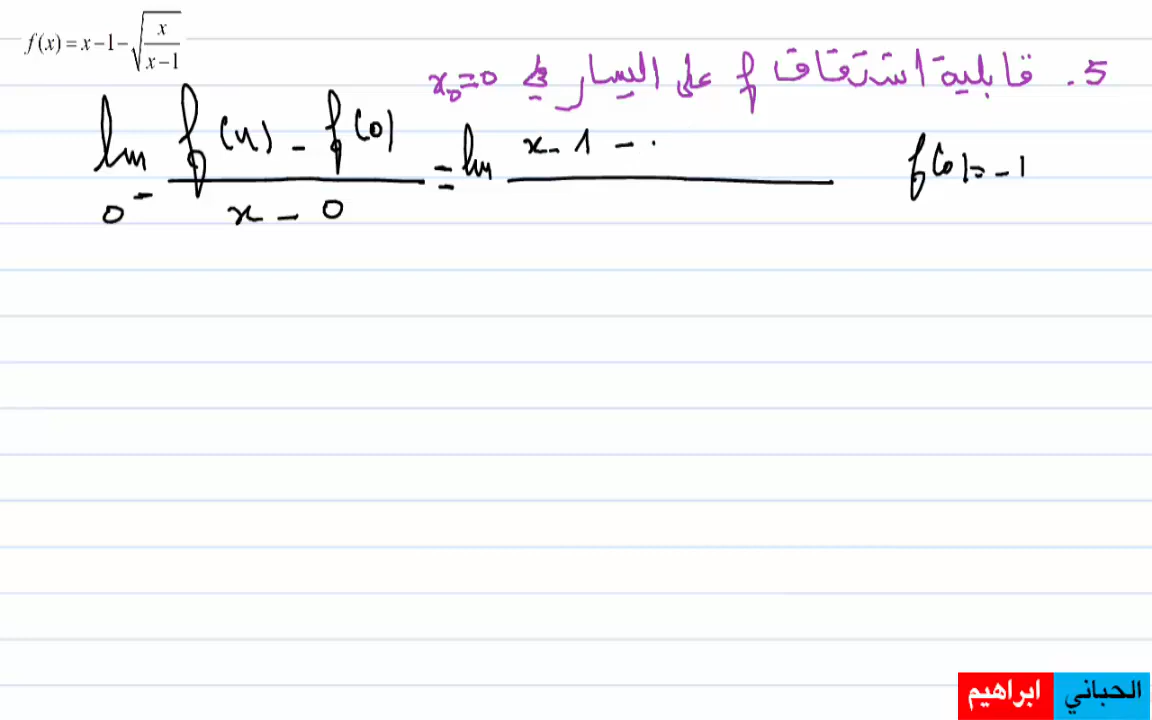 f(x) = x-1-√(x/(x-1))
5. قابلية اشتقاق f على اليسار في x₀=0
lim 0⁻ (f(x) - f(0))/(x - 0) = lim (x - 1 - .)/ f(0) = -1
ابراهيم الحباني